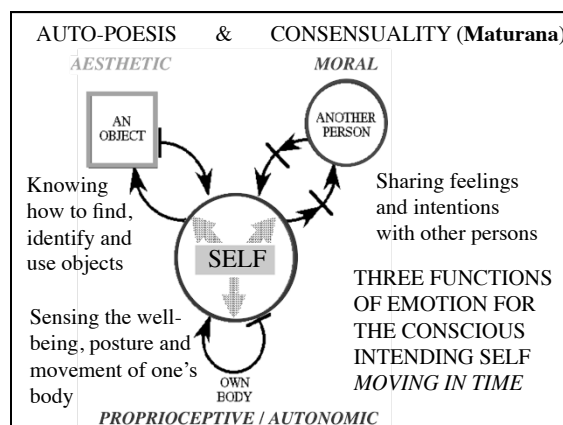 AUTO-POESIS & CONSENSUALITY (Maturana)
AESTHETIC
MORAL
AN
OBJECT
ANOTHER
PERSON
Knowing
how to find,
identify and
use objects
Sharing feelings
and intentions
with other persons
SELF
THREE FUNCTIONS
OF EMOTION FOR
THE CONSCIOUS
INTENDING SELF
MOVING IN TIME
Sensing the well-
being, posture and
movement of one’s
body
OWN
BODY
PROPRIOCEPTIVE / AUTONOMIC